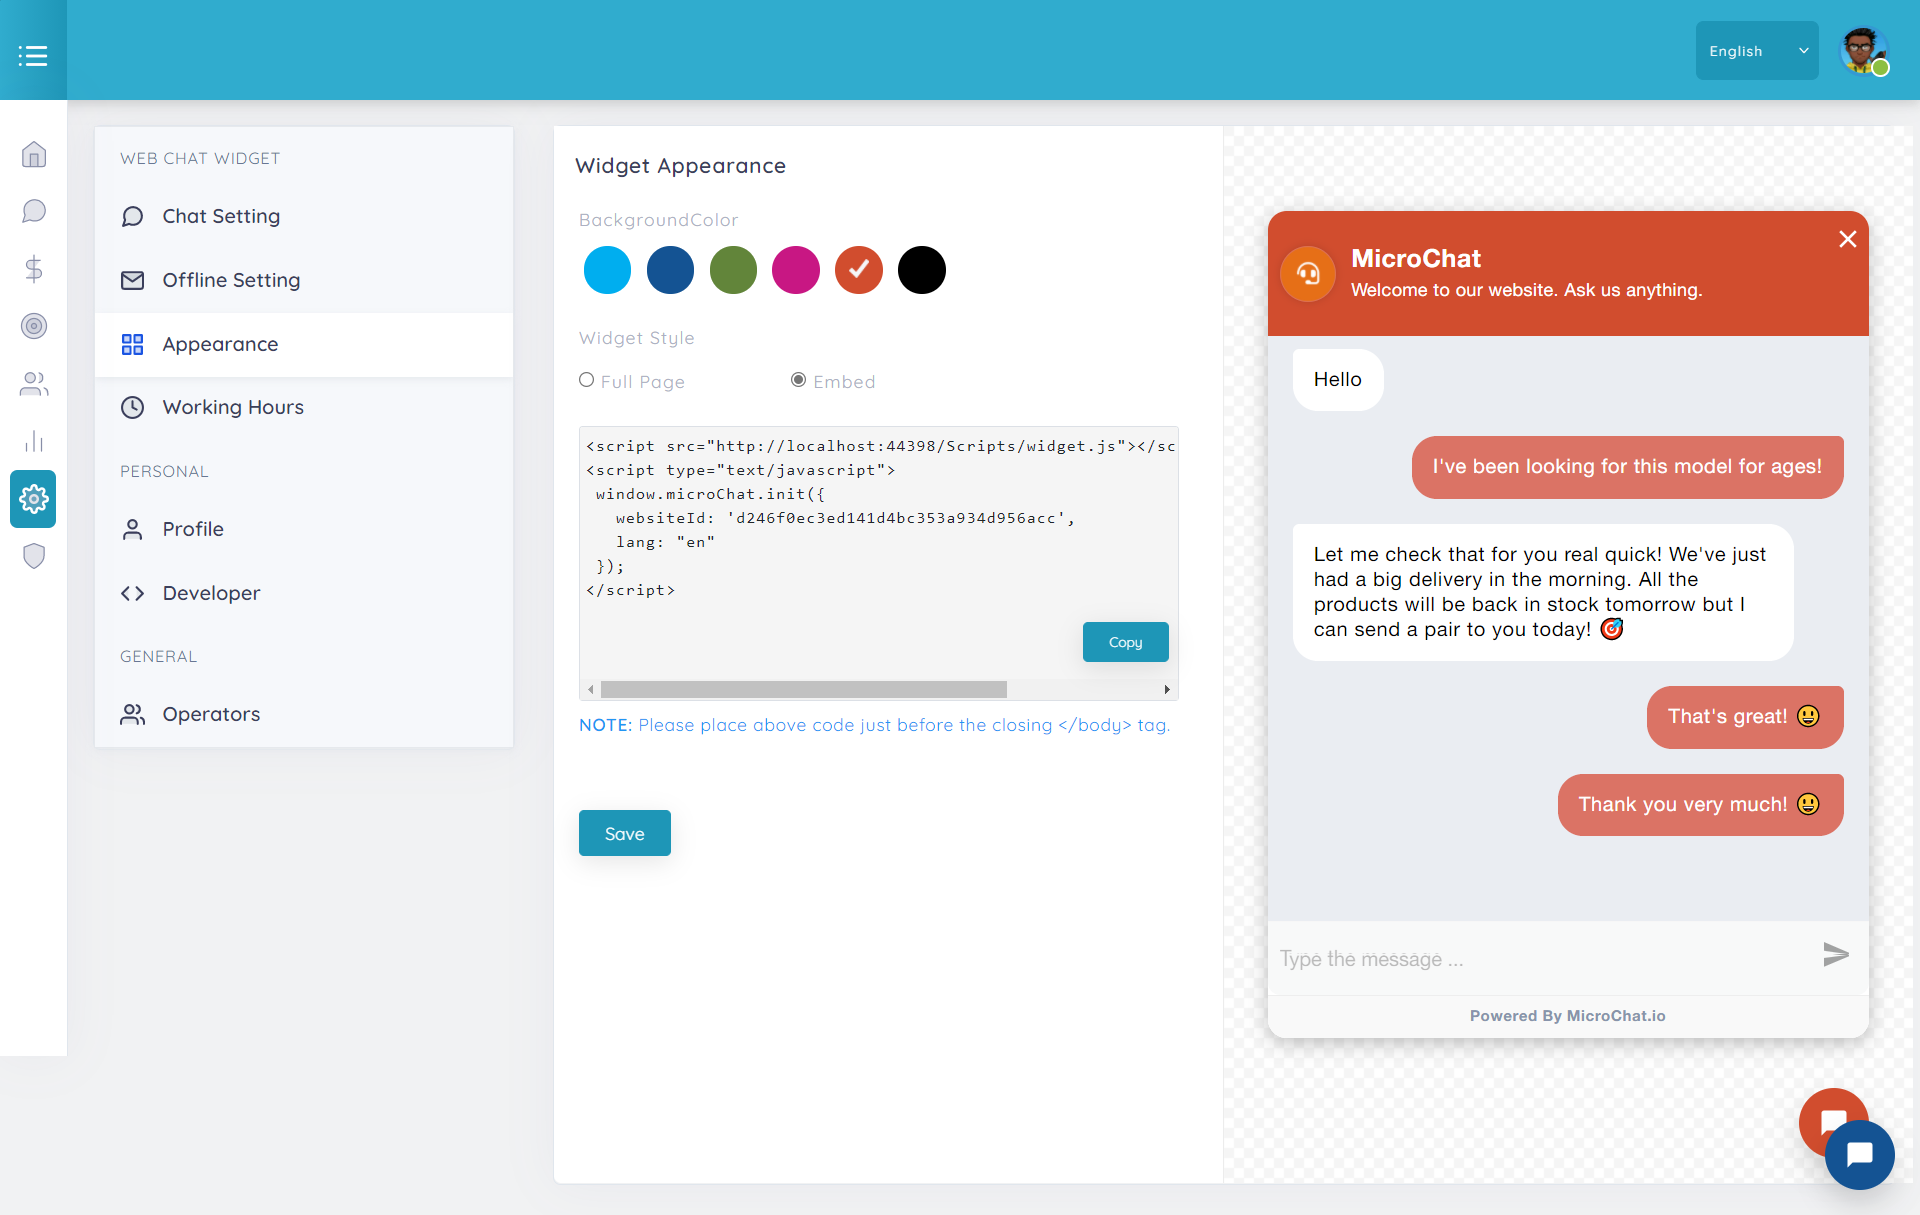 English
WEB CHAT WIDGET
Chat Setting
Offline Setting
Appearance
Working Hours
PERSONAL
Profile
Developer
GENERAL
Operators
Widget Appearance
BackgroundColor
Widget Style
Full Page
Embed
<script src="http://localhost:44398/Scripts/widget.js"></sc
<script type="text/javascript">
window.microChat.init({
websiteId: 'd246f0ec3ed141d4bc353a934d956acc',
lang: "en"
});
</script>
Copy
NOTE: Please place above code just before the closing </body> tag.
Save
MicroChat
Welcome to our website. Ask us anything.
Hello
I've been looking for this model for ages!
Let me check that for you real quick! We've just
had a big delivery in the morning. All the
products will be back in stock tomorrow but I
can send a pair to you today! 🎯
That's great! 😃
Thank you very much! 😃
Type the message ...
Powered By MicroChat.io